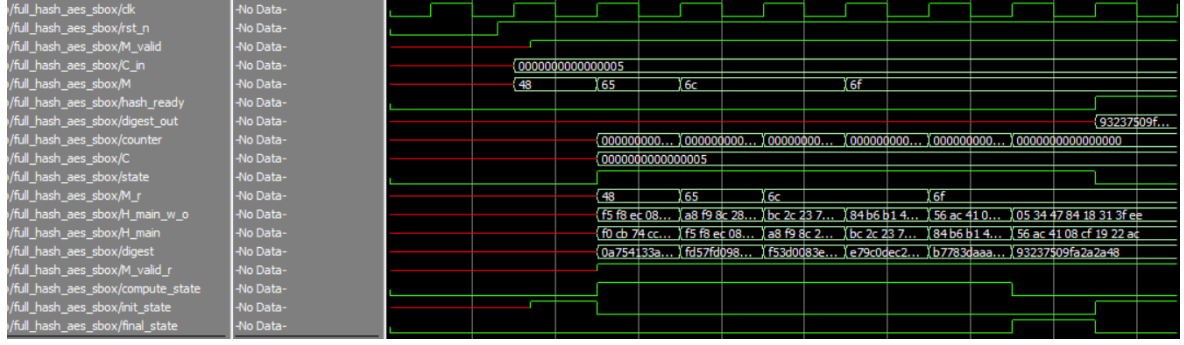 /full_hash_aes_sbox/clk -No Data-
/full_hash_aes_sbox/rst_n -No Data-
/full_hash_aes_sbox/M_valid -No Data-
/full_hash_aes_sbox/C_in -No Data- 0000000000000005
/full_hash_aes_sbox/M -No Data- 48 65 6c 6f
/full_hash_aes_sbox/hash_ready -No Data-
/full_hash_aes_sbox/digest_out -No Data- 93237509f...
/full_hash_aes_sbox/counter -No Data- 000000000... 000000000... 00000000... 000000000... 000000000... 0000000000000000
/full_hash_aes_sbox/C -No Data- 0000000000000005
/full_hash_aes_sbox/state -No Data-
/full_hash_aes_sbox/M_r -No Data- 48 65 6c 6f
/full_hash_aes_sbox/H_main_w_o -No Data- f5 f8 ec 08... a8 f9 8c 28... bc 2c 23 7... 84 b6 b1 4... 56 ac 41 0... 05 34 47 84 18 31 3f ee
/full_hash_aes_sbox/H_main -No Data- f0 cb 74 cc... f5 f8 ec 08... a8 f9 8c 2... bc 2c 23 7... 84 b6 b1 4... 56 ac 41 08 cf 19 22 ac
/full_hash_aes_sbox/digest -No Data- 0a754133a... fd57fd098... f53d0083e... e79c0dec2... b7783daaa... 93237509fa2a2a48
/full_hash_aes_sbox/M_valid_r -No Data-
/full_hash_aes_sbox/compute_state -No Data-
/full_hash_aes_sbox/init_state -No Data-
/full_hash_aes_sbox/final_state -No Data-